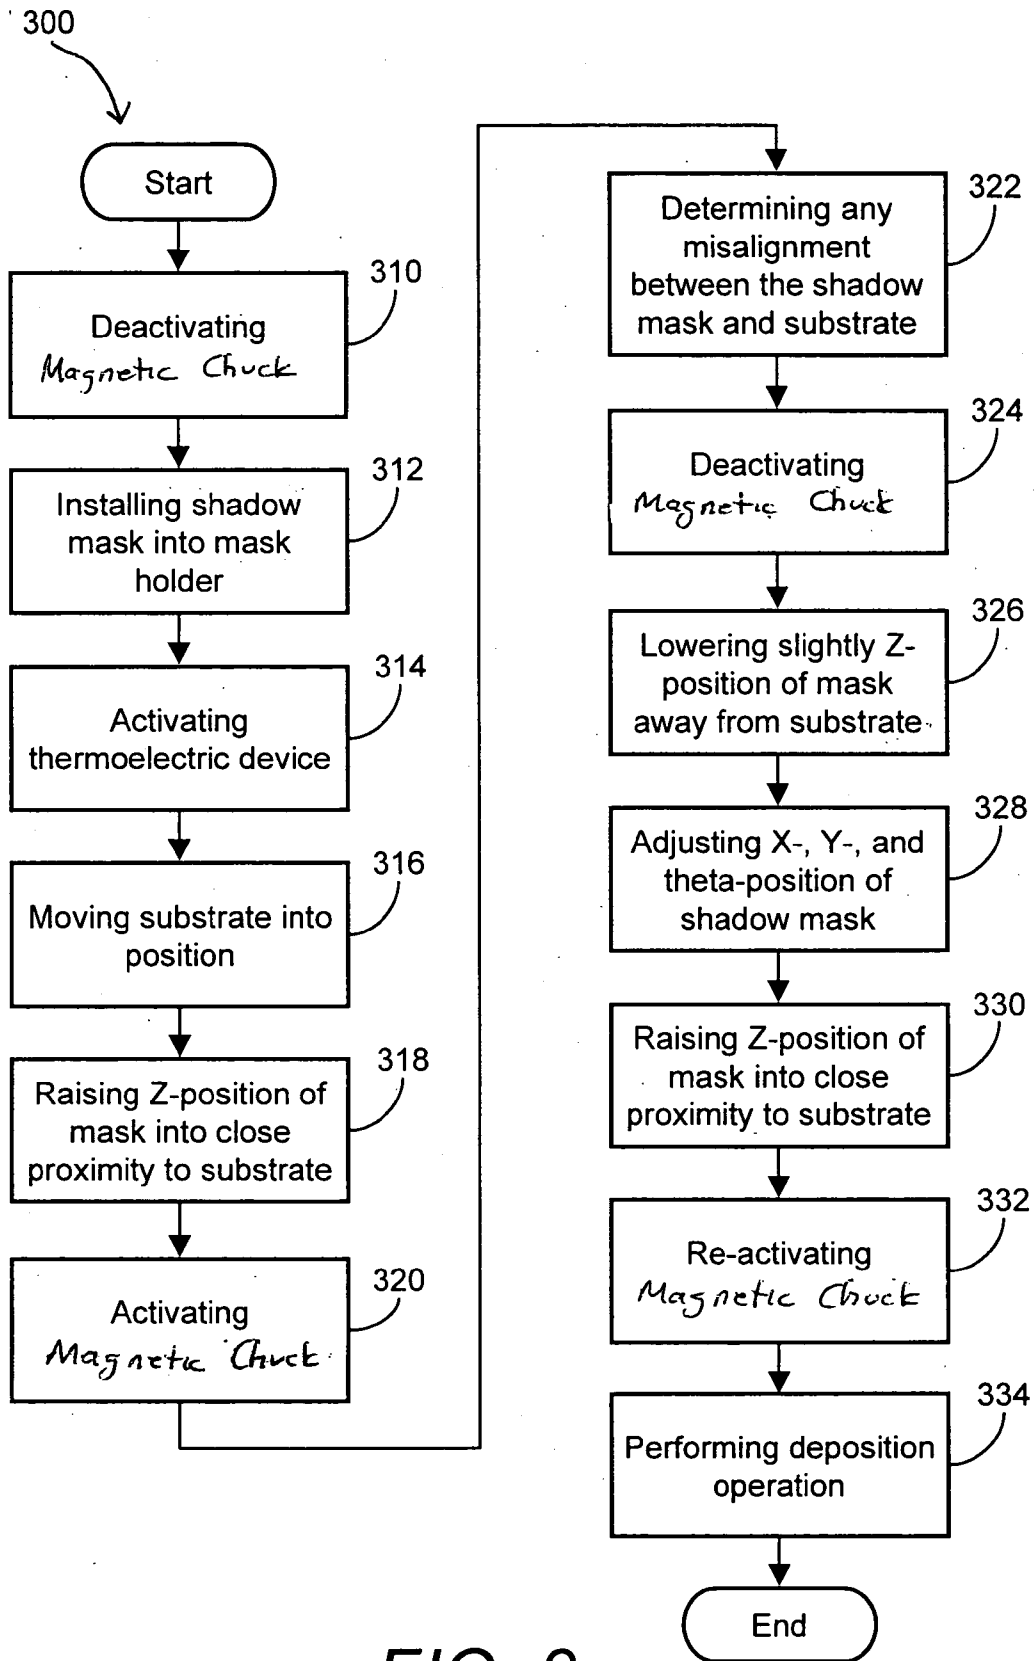 300
Start
310
Deactivating
Magnetic Chuck
312
Installing shadow
mask into mask
holder
314
Activating
thermoelectric device
316
Moving substrate into
position
318
Raising Z-position of
mask into close
proximity to substrate
320
Activating
Magnetic Chuck
322
Determining any
misalignment
between the shadow
mask and substrate
324
Deactivating
Magnetic Chuck
326
Lowering slightly Z-
position of mask
away from substrate
328
Adjusting X-, Y-, and
theta-position of
shadow mask
330
Raising Z-position of
mask into close
proximity to substrate
332
Re-activating
Magnetic Chuck
334
Performing deposition
operation
End
FIG.